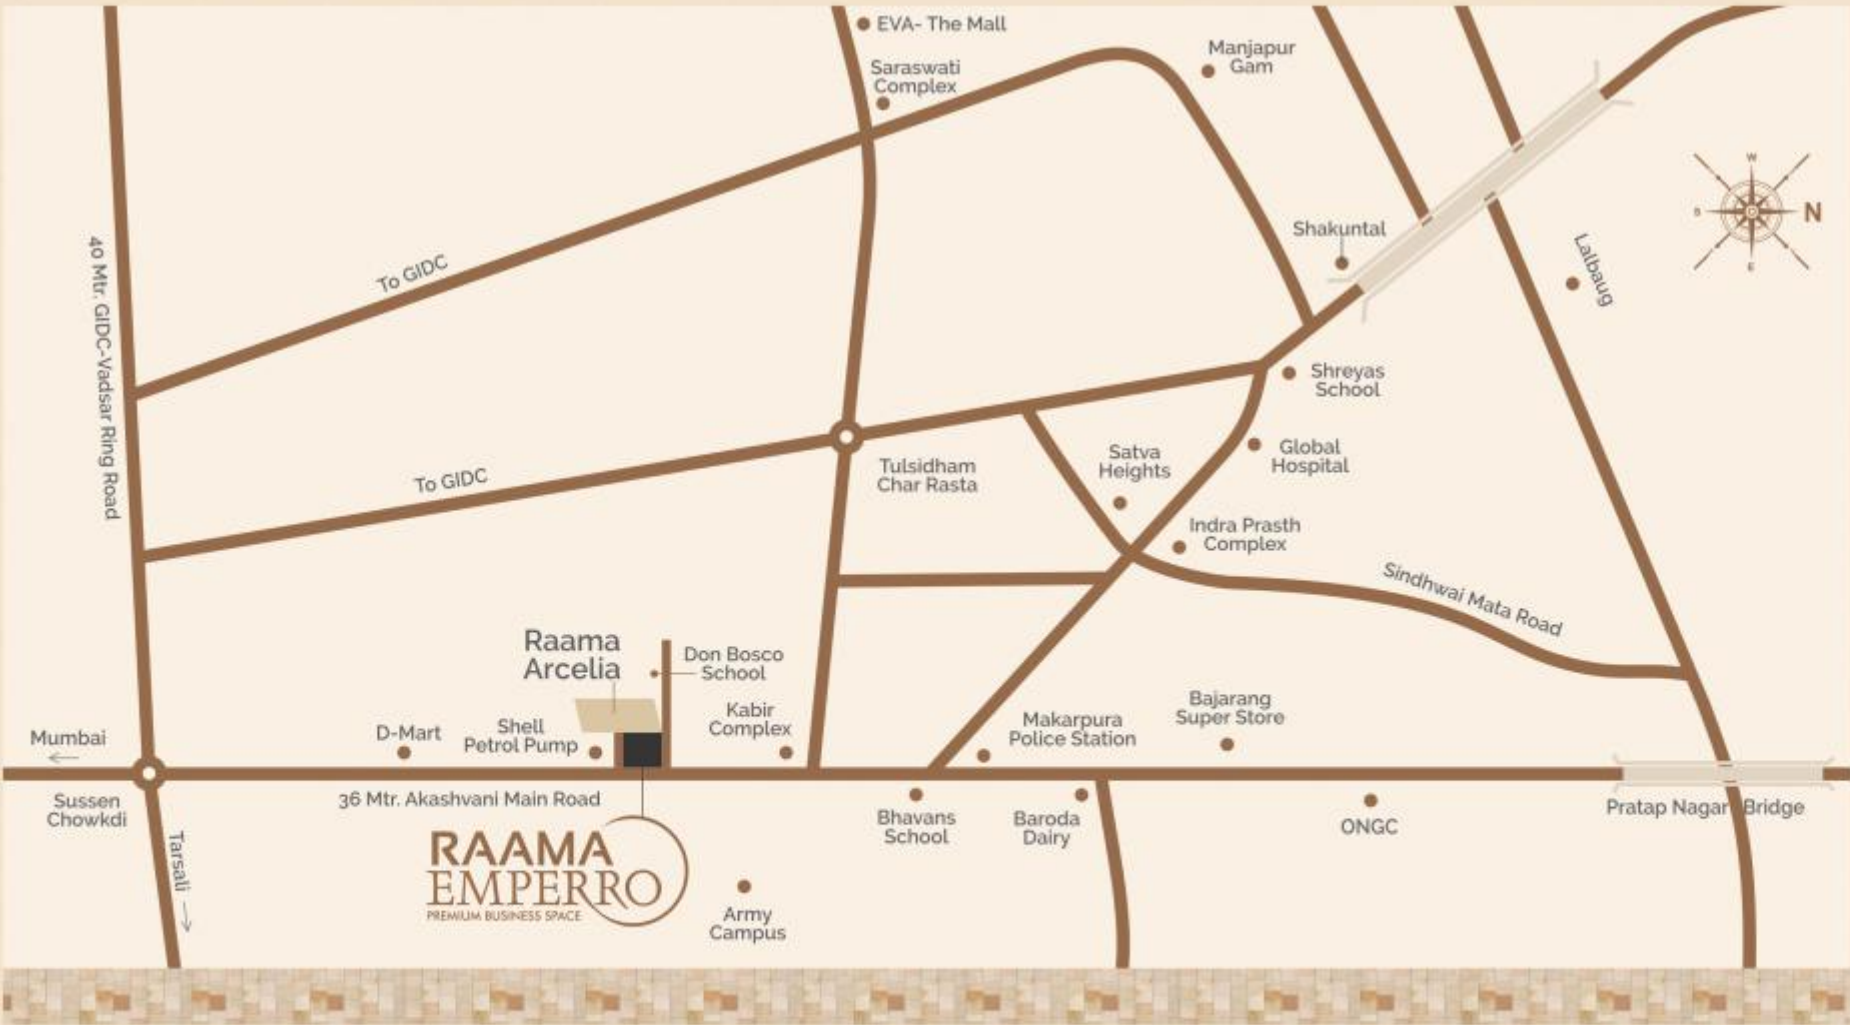 EVA- The Mall
Saraswati
Complex
Manjapur
Gam
W
S
N
E
Shakuntal
Lalbaug
40 Mtr. GIDC-Vadsar Ring Road
To GIDC
Shreyas
School
To GIDC
Tulsidham
Char Rasta
Satva
Heights
Global
Hospital
Indra Prasth
Complex
Sindhwai Mata Road
Raama
Arcelia
Don Bosco
School
Mumbai
D-Mart
Shell
Petrol Pump
Kabir
Complex
Makarpura
Police Station
Bajarang
Super Store
Sussen
Chowkdi
36 Mtr. Akashvani Main Road
Bhavans
School
Baroda
Dairy
ONGC
Pratap Nagar Bridge
Tarsali
RAAMA
EMPERRO
PREMIUM BUSINESS SPACE
Army
Campus